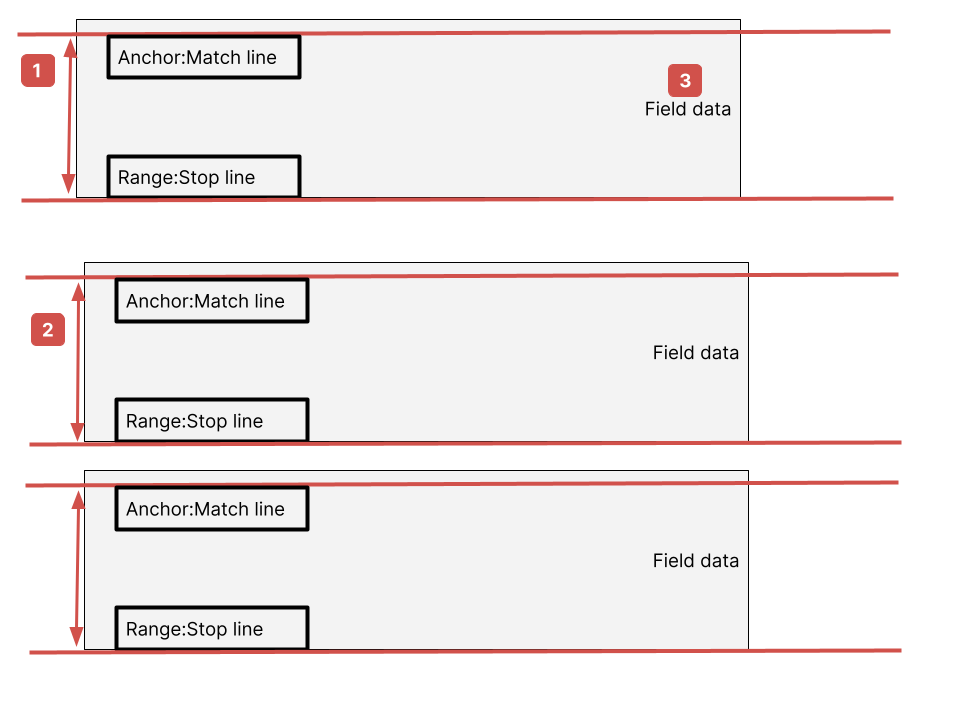 Anchor:Match line
1
3
Field data
Range:Stop line
Anchor:Match line
2
Field data
Range:Stop line
Anchor:Match line
Field data
Range:Stop line